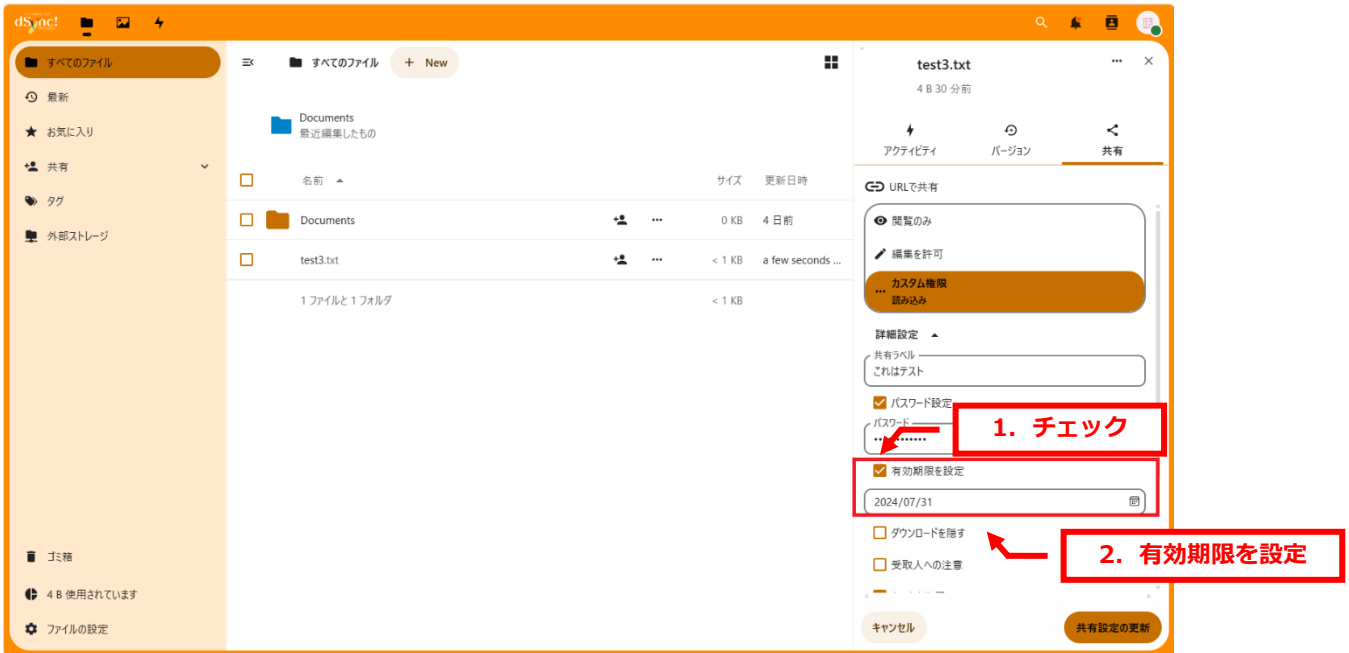 dSync!
すべてのファイル
最新
お気に入り
共有
タグ
外部ストレージ
ゴミ箱
4 B 使用されています
ファイルの設定
すべてのファイル
+ New
Documents
最近編集したもの
名前 サイズ 更新日時
Documents 0 KB 4 日前
test3.txt < 1 KB a few seconds ...
1 ファイルと 1 フォルダ < 1 KB
test3.txt
4 B 30 分前
アクティビティ バージョン 共有
URLで共有
閲覧のみ
編集を許可
カスタム権限
読み込み
詳細設定
共有ラベル
これはテスト
パスワード設定
パスワード
1. チェック
有効期限を設定
2024/07/31
ダウンロードを隠す
2. 有効期限を設定
受取人への注意
キャンセル 共有設定の更新